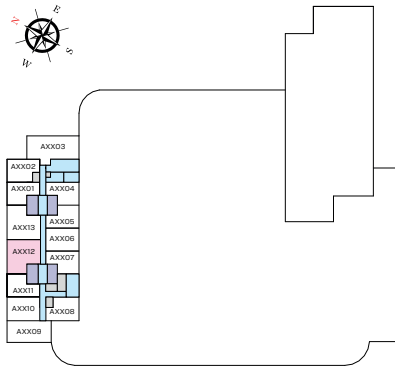 N
E
S
W
AXX03
AXX02
AXX01 AXX04
AXX05
AXX13
AXX06
AXX12
AXX07
AXX11
AXX10 AXX08
AXX09